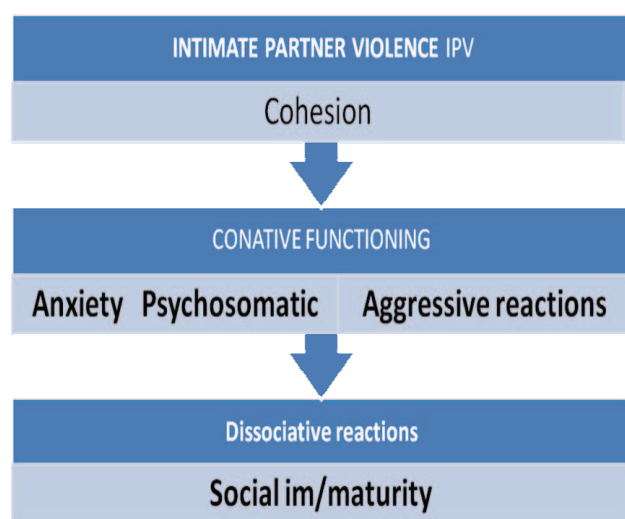 INTIMATE PARTNER VIOLENCE IPV
Cohesion
CONATIVE FUNCTIONING
Anxiety Psychosomatic Aggressive reactions
Dissociative reactions
Social im/maturity